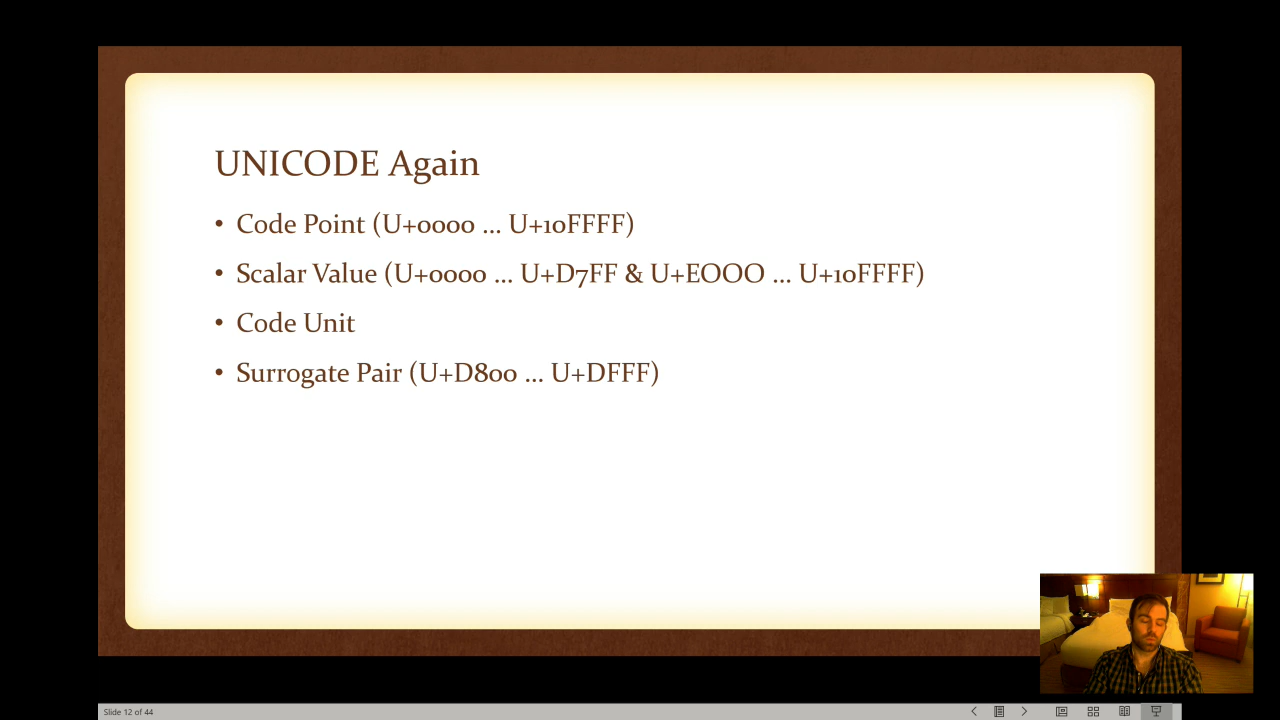 UNICODE Again
• Code Point (U+0000 ... U+10FFFF)
• Scalar Value (U+0000 ... U+D7FF & U+EOOO ... U+10FFFF)
• Code Unit
• Surrogate Pair (U+D800 ... U+DFFF)
Slide 12 of 44